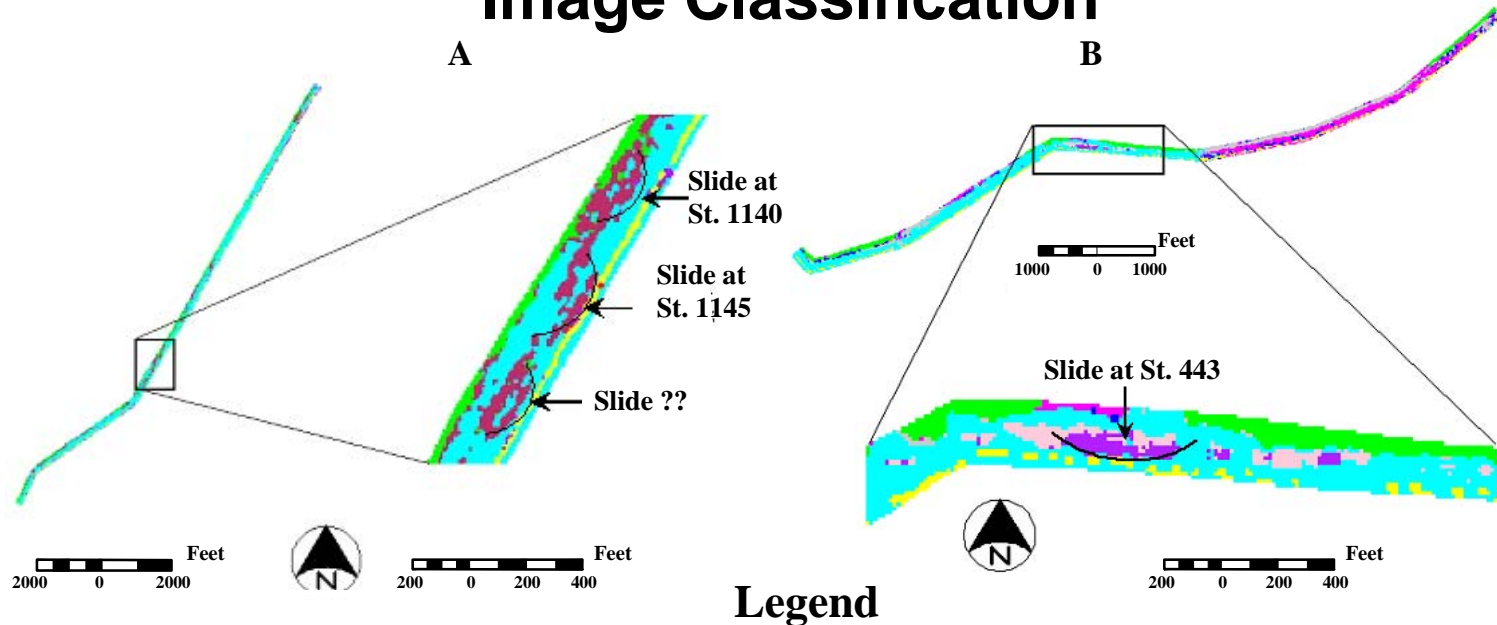 Image Classification
A
B
Slide at
St. 1140
Slide at
St. 1145
Slide ??
Feet
1000 0 1000
Slide at St. 443
Feet
2000 0 2000
N
Feet
200 0 200 400
N
Feet
200 0 200 400
Legend